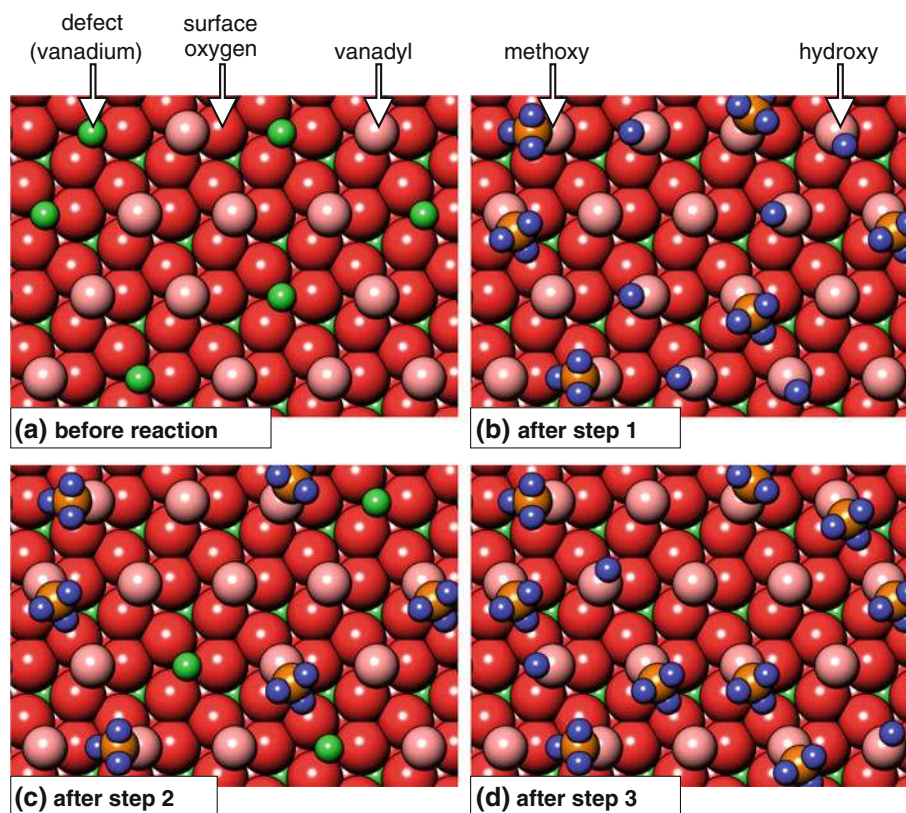 defect
(vanadium)
surface
oxygen
vanadyl
methoxy
hydroxy
(a) before reaction
(b) after step 1
(c) after step 2
(d) after step 3